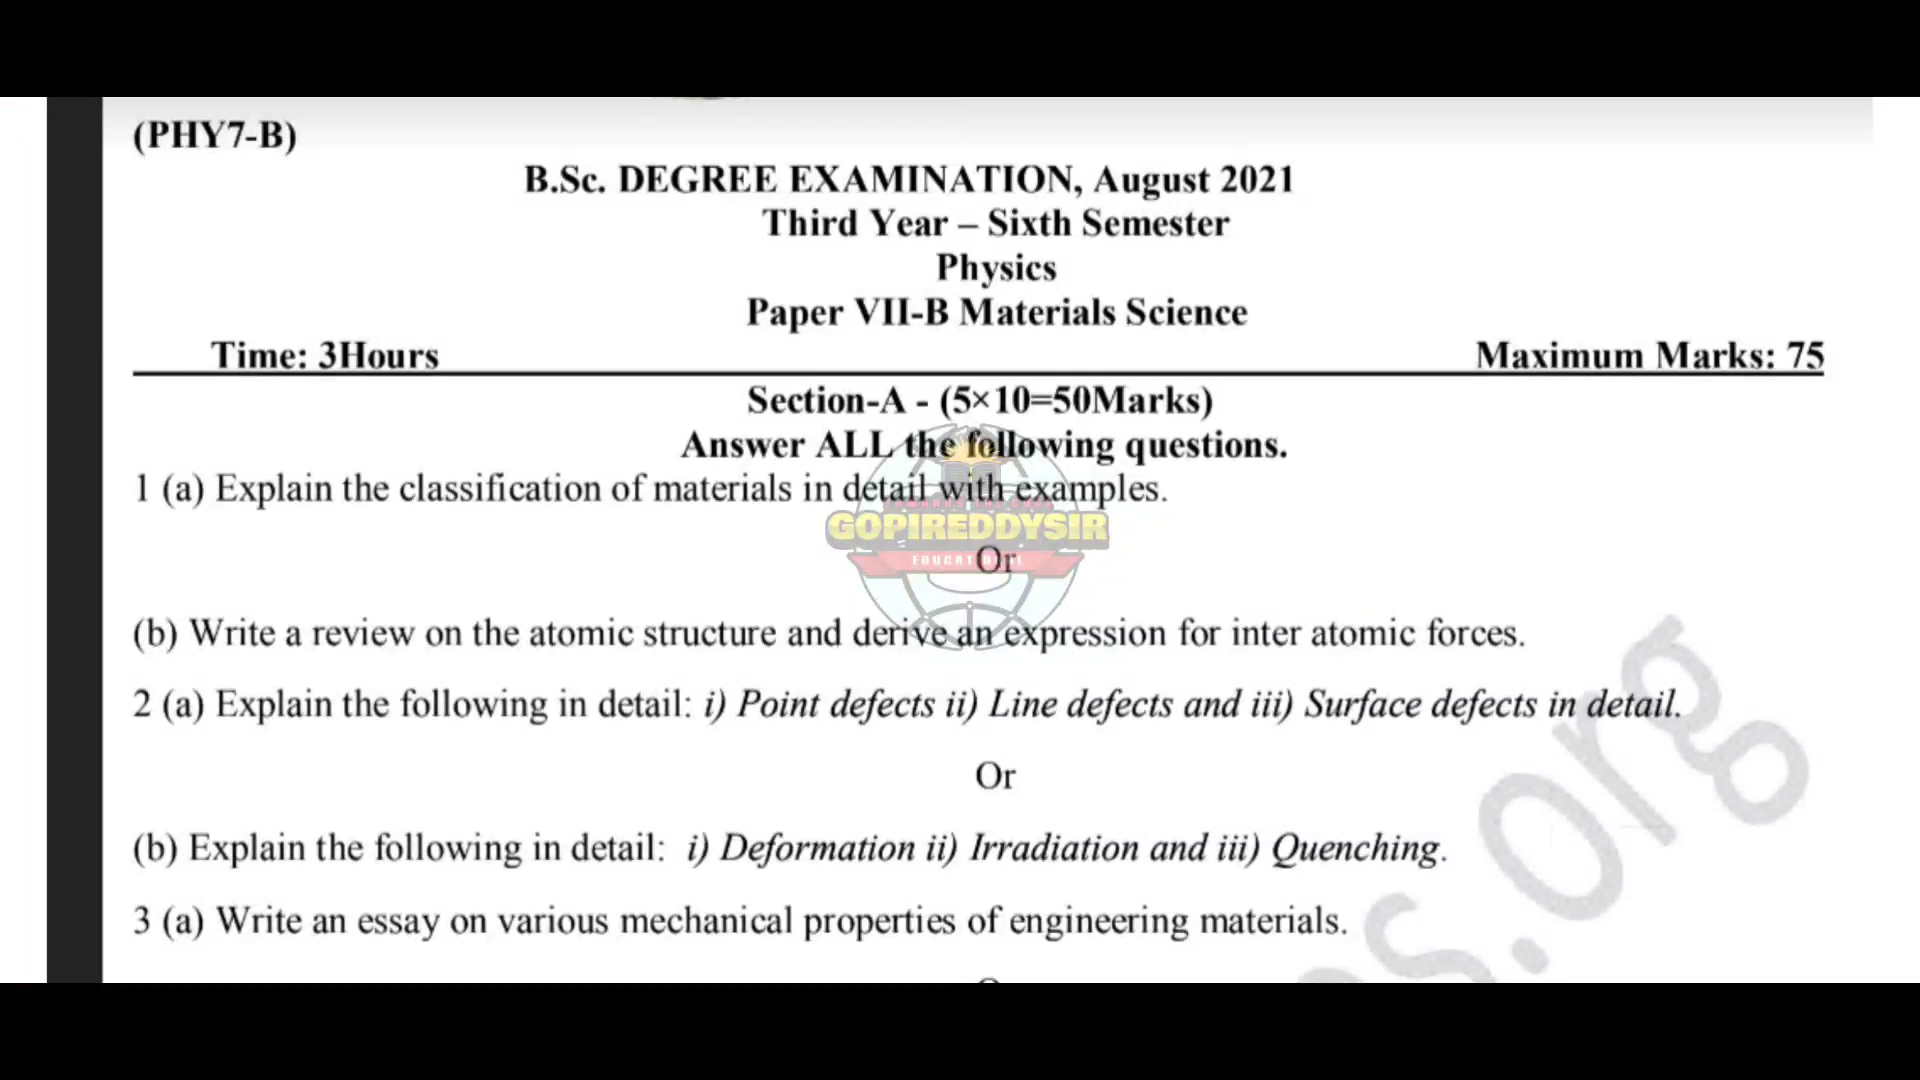 (PHY7-B)
B.Sc. DEGREE EXAMINATION, August 2021
Third Year – Sixth Semester
Physics
Paper VII-B Materials Science
Time: 3Hours Maximum Marks: 75
Section-A - (5×10=50Marks)
Answer ALL the following questions.
1 (a) Explain the classification of materials in detail with examples.
GOPIREDDYSIR
Or
(b) Write a review on the atomic structure and derive an expression for inter atomic forces.
2 (a) Explain the following in detail: i) Point defects ii) Line defects and iii) Surface defects in detail.
Or
(b) Explain the following in detail: i) Deformation ii) Irradiation and iii) Quenching.
3 (a) Write an essay on various mechanical properties of engineering materials.
s.org